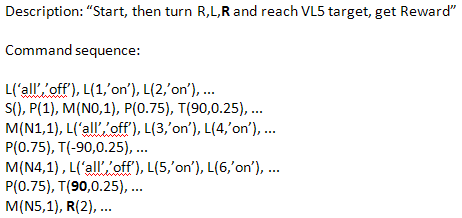 Description: “Start, then turn R,L,R and reach VL5 target, get Reward”
Command sequence:
L(‘all’,’off’), L(1,’on’), L(2,’on’), ...
S(), P(1), M(N0,1), P(0.75), T(90,0.25), ...
M(N1,1), L(‘all’,’off’), L(3,’on’), L(4,’on’), ...
P(0.75), T(-90,0.25), ...
M(N4,1) , L(‘all’,’off’), L(5,’on’), L(6,’on’), ...
P(0.75), T(90,0.25), ...
M(N5,1), R(2), ...